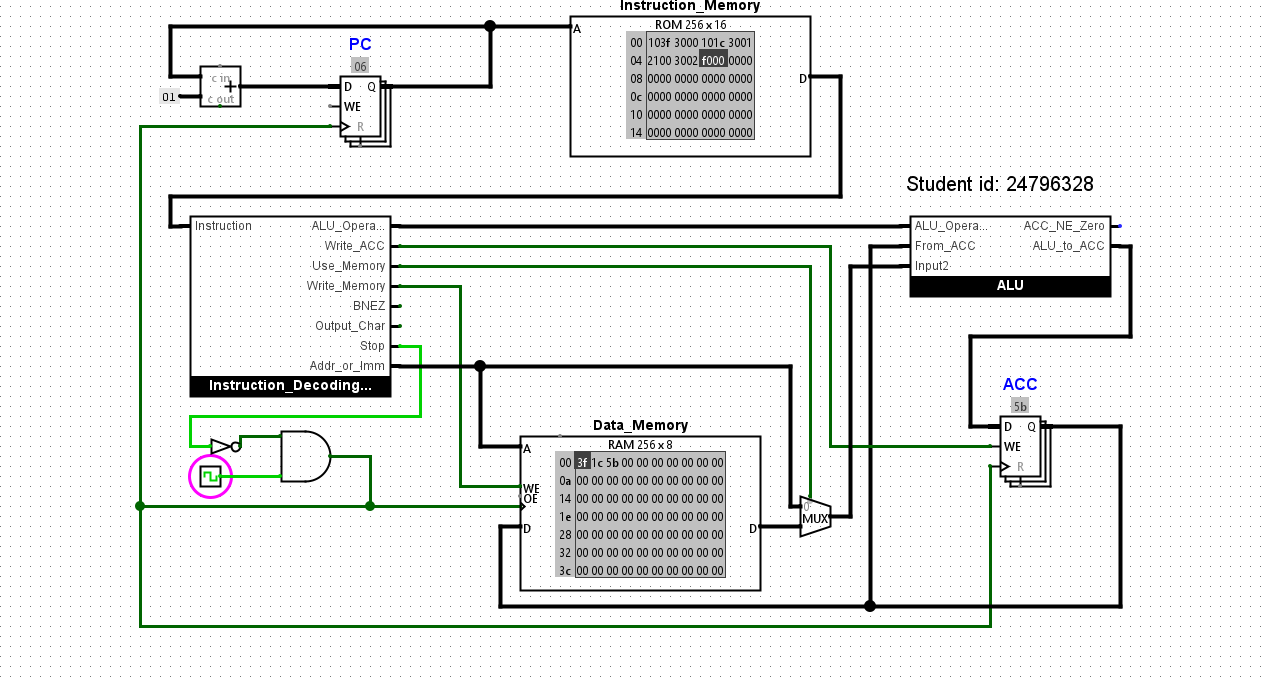 Instruction_Memory
ROM 256 x 16
A
00 103f 3000 101c 3001
04 2100 3002 f000 0000
08 0000 0000 0000 0000
0c 0000 0000 0000 0000
10 0000 0000 0000 0000
14 0000 0000 0000 0000
D
PC
06
D Q
WE
R
c in
+
c out
01
Student id: 24796328
Instruction
ALU_Opera...
Write_ACC
Use_Memory
Write_Memory
BNEZ
Output_Char
Stop
Addr_or_Imm
Instruction_Decoding...
ALU_Opera... ACC_NE_Zero
From_ACC ALU_to_ACC
Input2
ALU
ACC
5b
D Q
WE
R
Data_Memory
RAM 256 x 8
A
00 3f 1c 5b 00 00 00 00 00 00 00
0a 00 00 00 00 00 00 00 00 00 00
14 00 00 00 00 00 00 00 00 00 00
1e 00 00 00 00 00 00 00 00 00 00
28 00 00 00 00 00 00 00 00 00 00
32 00 00 00 00 00 00 00 00 00 00
3c 00 00 00 00 00 00 00 00 00 00
WE
OE
D
D
0
MUX